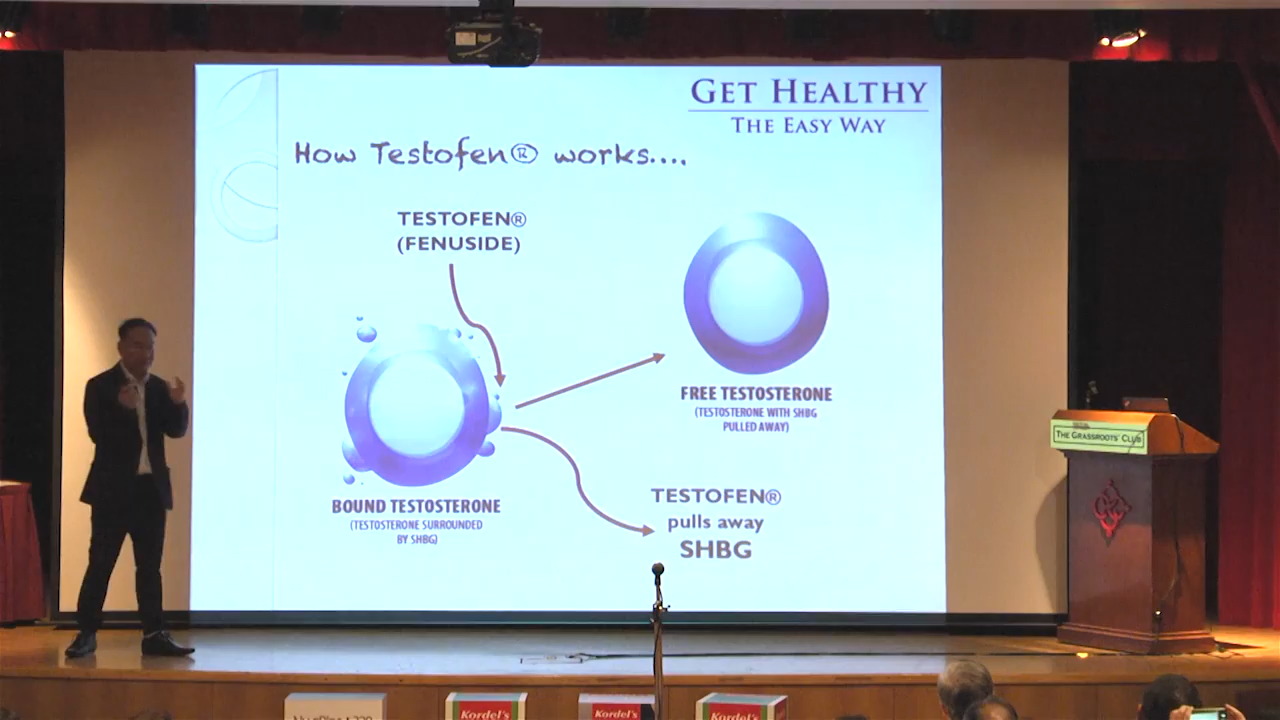 GET HEALTHY
THE EASY WAY
How Testofen® works....
TESTOFEN®
(FENUSIDE)
FREE TESTOSTERONE
(TESTOSTERONE WITH SHBG
PULLED AWAY)
THE GRASSROOTS' CLUB
BOUND TESTOSTERONE
(TESTOSTERONE SURROUNDED
BY SHBG)
TESTOFEN®
pulls away
SHBG
Kordel's
Kordel's
Kordel's